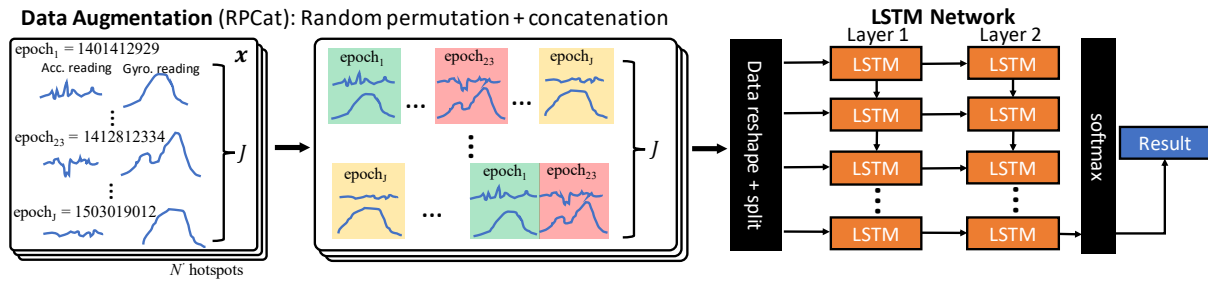 Data Augmentation (RPCat): Random permutation + concatenation
epoch₁ = 1401412929
x
Acc. reading Gyro. reading
...
epoch₂₃ = 1412812334
J
...
epochJ = 1503019012
N' hotspots
epoch₁ ... epoch₂₃ ... epochJ
...
J
epochJ ... epoch₁ epoch₂₃
Data reshape + split
LSTM Network
Layer 1 Layer 2
LSTM LSTM
LSTM LSTM
LSTM LSTM
... ...
LSTM LSTM
softmax
Result